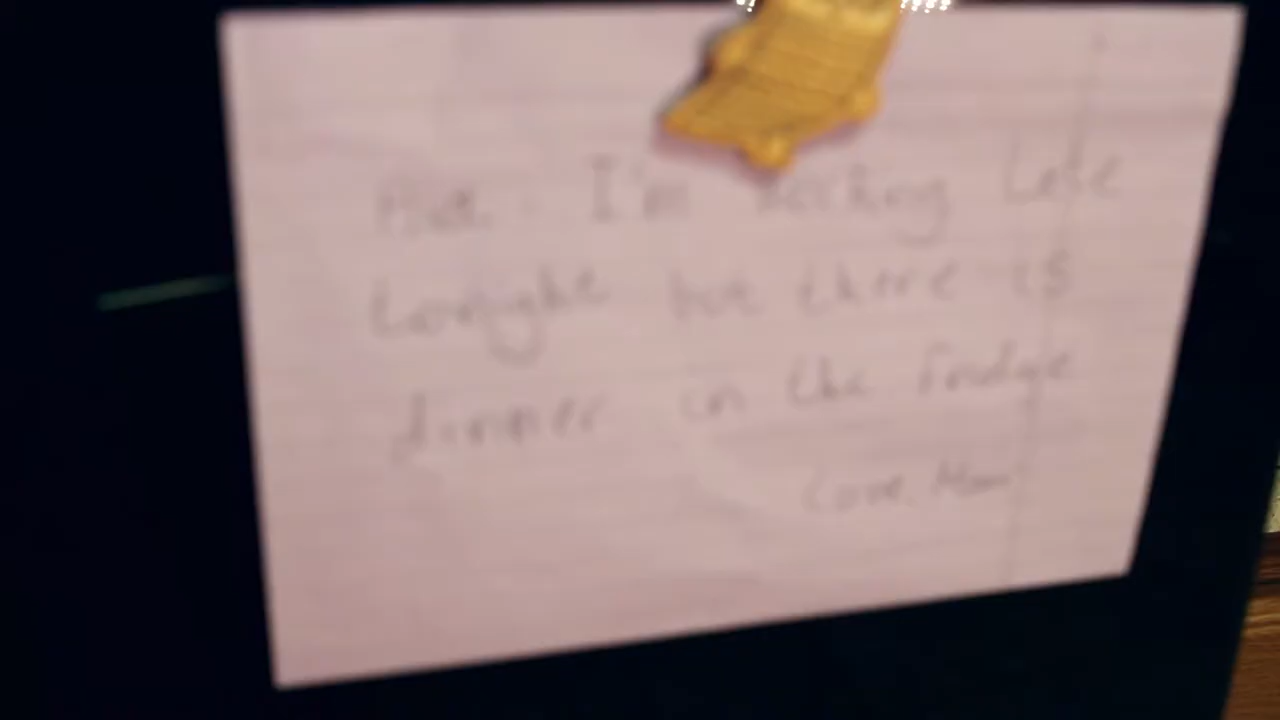 I'm working Late
tonight but there is
dinner in the fridge
Love, Mom